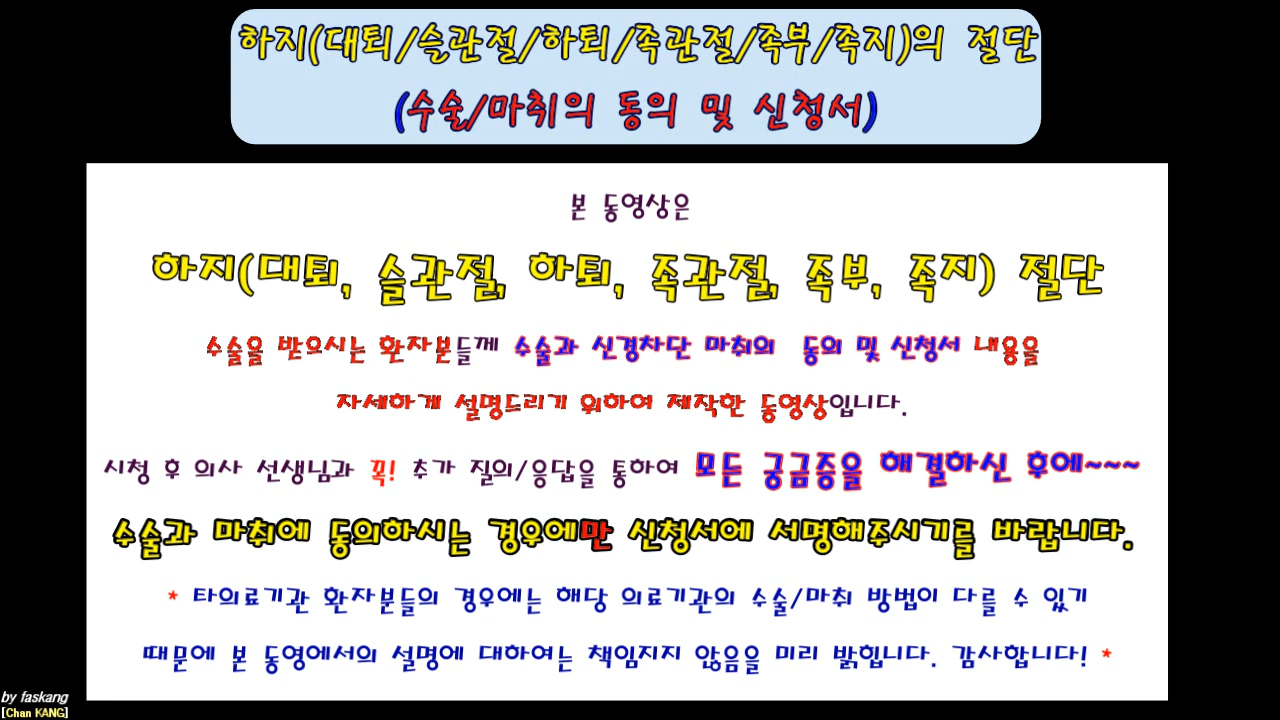 하지(대퇴/슬관절/하퇴/족관절/족부/족지)의 절단
(수술/마취의 동의 및 신청서)
본 동영상은
하지(대퇴, 슬관절, 하퇴, 족관절, 족부, 족지) 절단
수술을 받으시는 환자분들께 수술과 신경차단 마취의 동의 및 신청서 내용을
자세하게 설명드리기 위하여 제작한 동영상입니다.
시청 후 의사 선생님과 꼭! 추가 질의/응답을 통하여 모든 궁금증을 해결하신 후에~~~
수술과 마취에 동의하시는 경우에만 신청서에 서명해주시기를 바랍니다.
* 타의료기관 환자분들의 경우에는 해당 의료기관의 수술/마취 방법이 다를 수 있기
때문에 본 동영에서의 설명에 대하여는 책임지지 않음을 미리 밝힙니다. 감사합니다! *
by faskang
[Chan KANG]